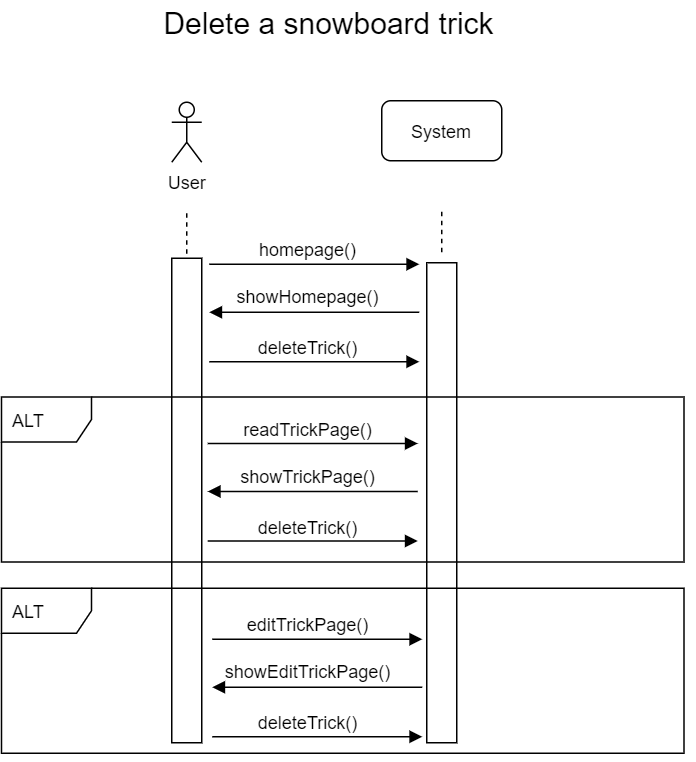 Delete a snowboard trick
System
User
homepage()
showHomepage()
deleteTrick()
ALT
readTrickPage()
showTrickPage()
deleteTrick()
ALT
editTrickPage()
showEditTrickPage()
deleteTrick()